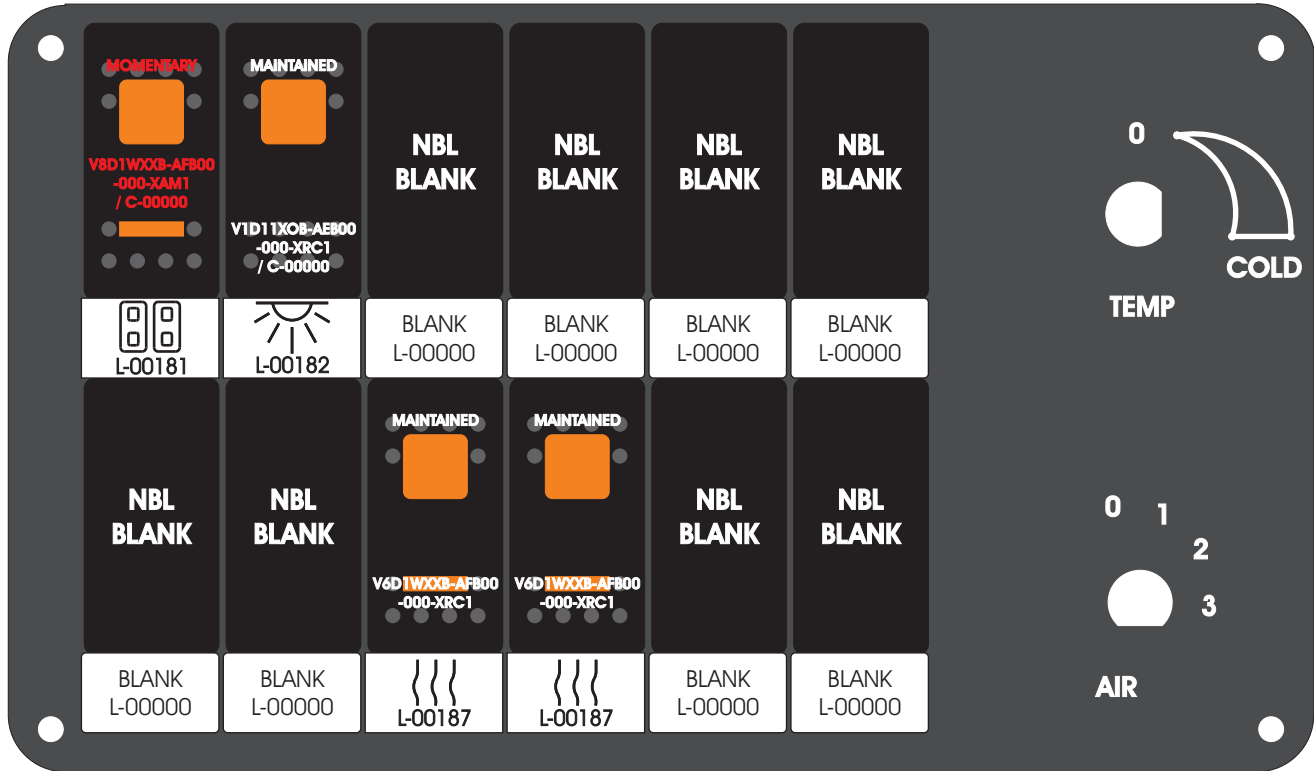 MOMENTARY
V8D1WXXB-AFB00
-000-XAM1
/ C-00000
MAINTAINED
V1D11XOB-AEB00
-000-XRC1
/ C-00000
NBL
BLANK
NBL
BLANK
NBL
BLANK
NBL
BLANK
L-00181
L-00182
BLANK
L-00000
BLANK
L-00000
BLANK
L-00000
BLANK
L-00000
0
COLD
TEMP
NBL
BLANK
NBL
BLANK
MAINTAINED
V6D1WXXB-AFB00
-000-XRC1
MAINTAINED
V6D1WXXB-AFB00
-000-XRC1
NBL
BLANK
NBL
BLANK
BLANK
L-00000
BLANK
L-00000
L-00187
L-00187
BLANK
L-00000
BLANK
L-00000
0
1
2
3
AIR